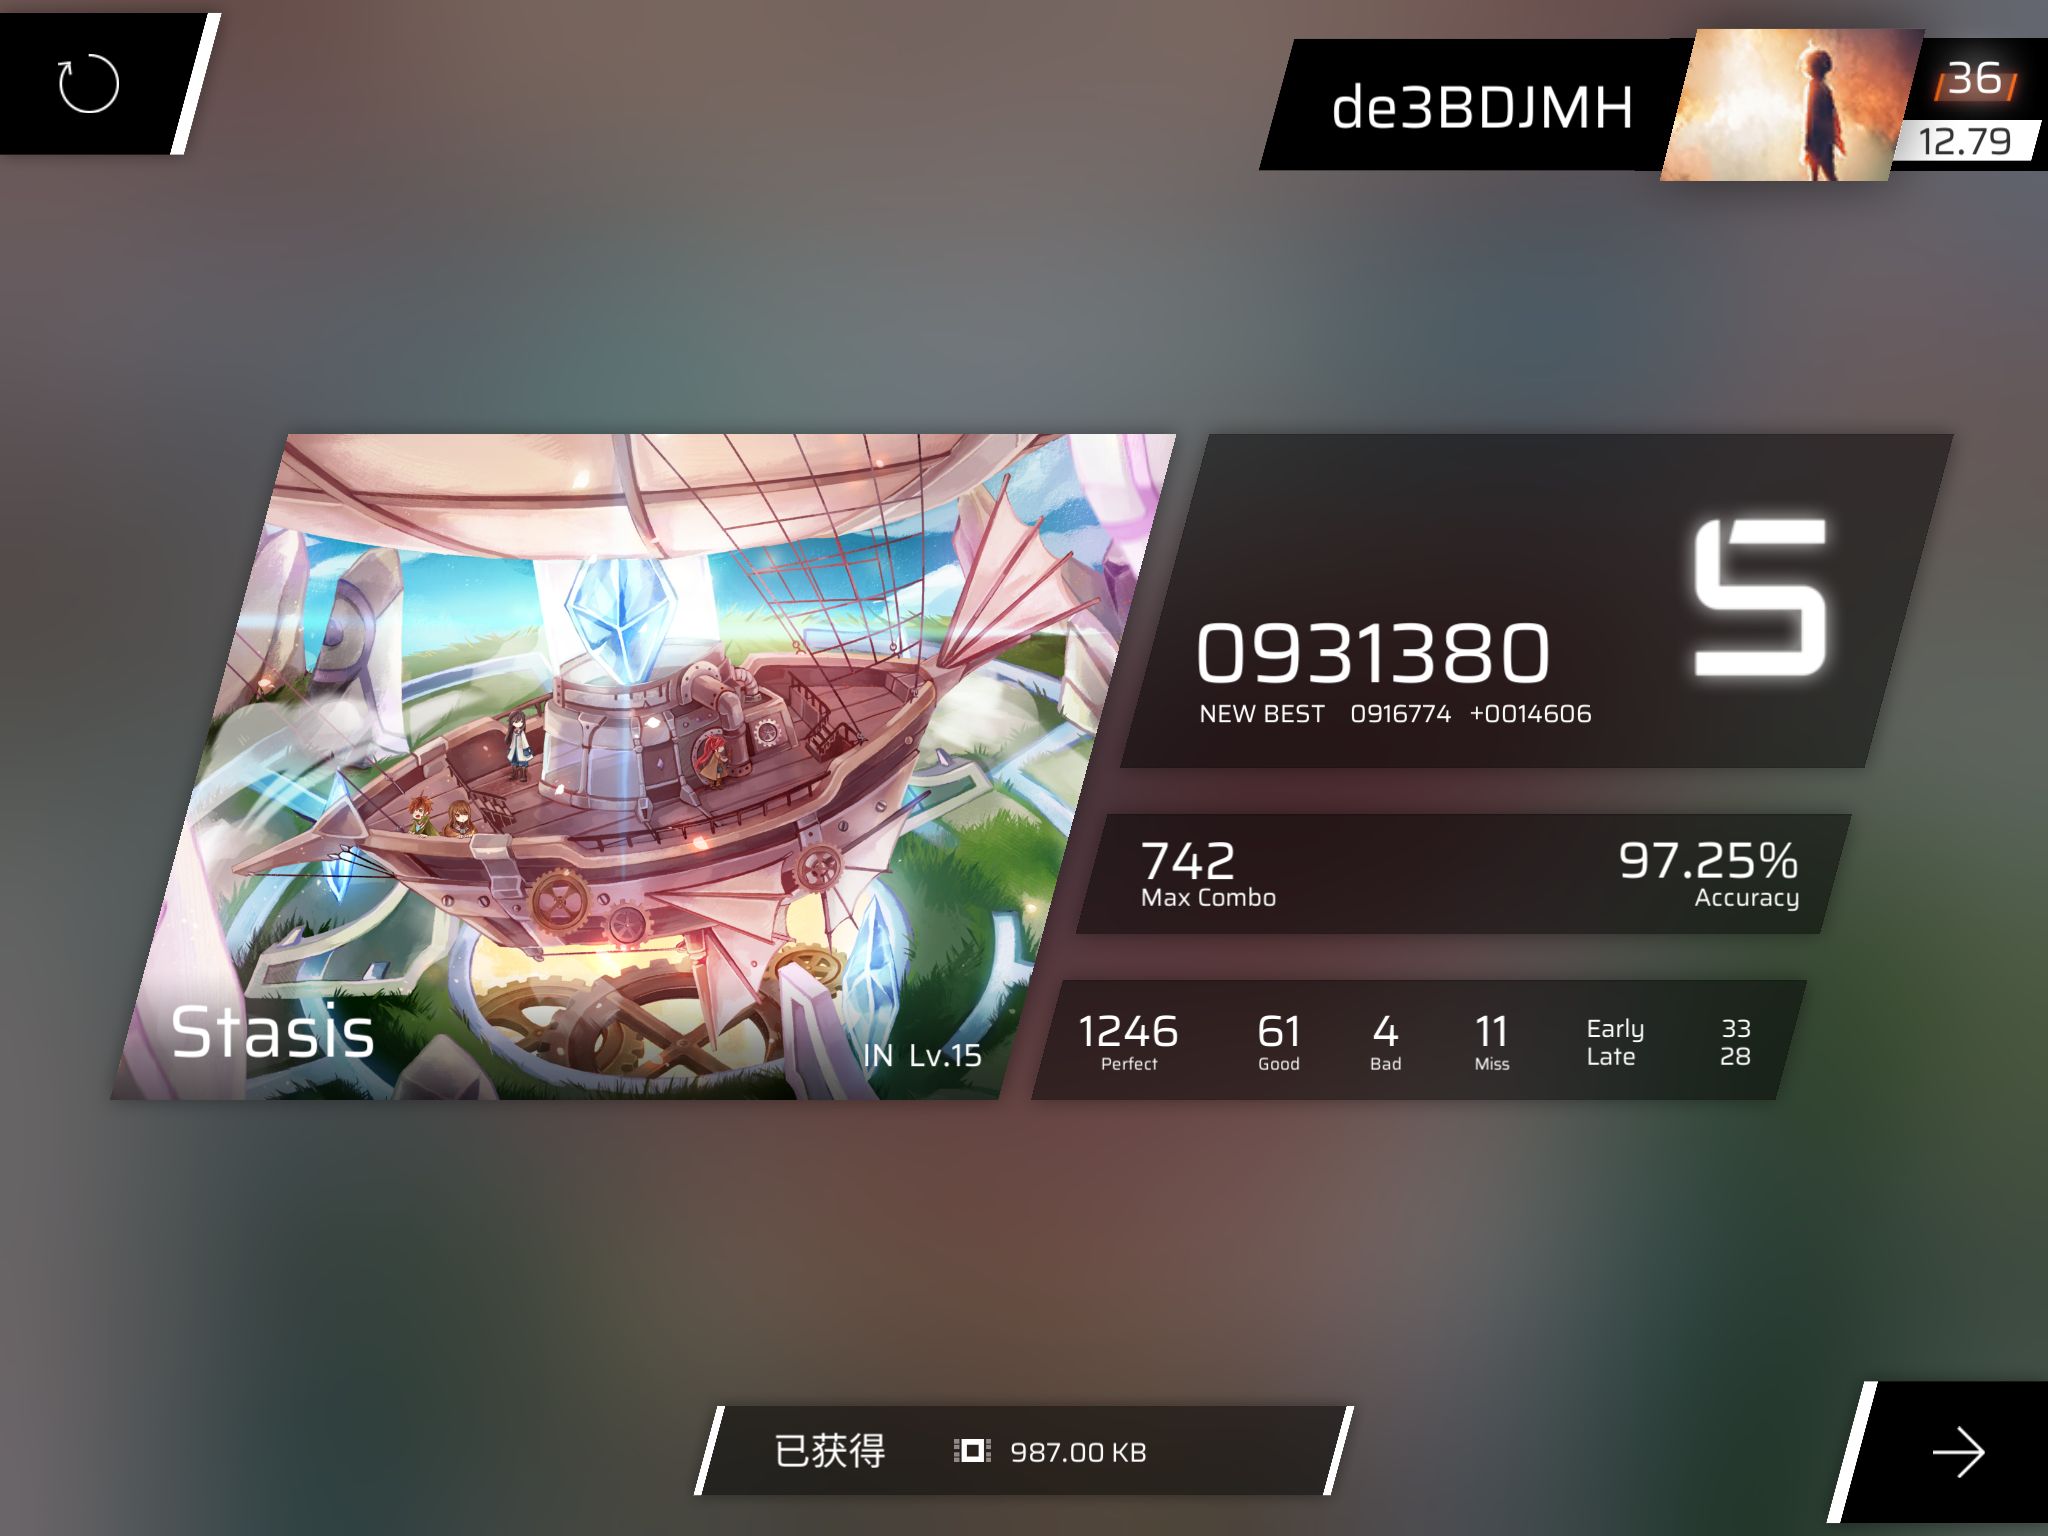 de3BDJMH
36
12.79
S
0931380
NEW BEST 0916774 +0014606
742
Max Combo
97.25%
Accuracy
1246
Perfect
61
Good
4
Bad
11
Miss
Early 33
Late 28
Stasis
IN Lv.15
已获得 987.00 KB